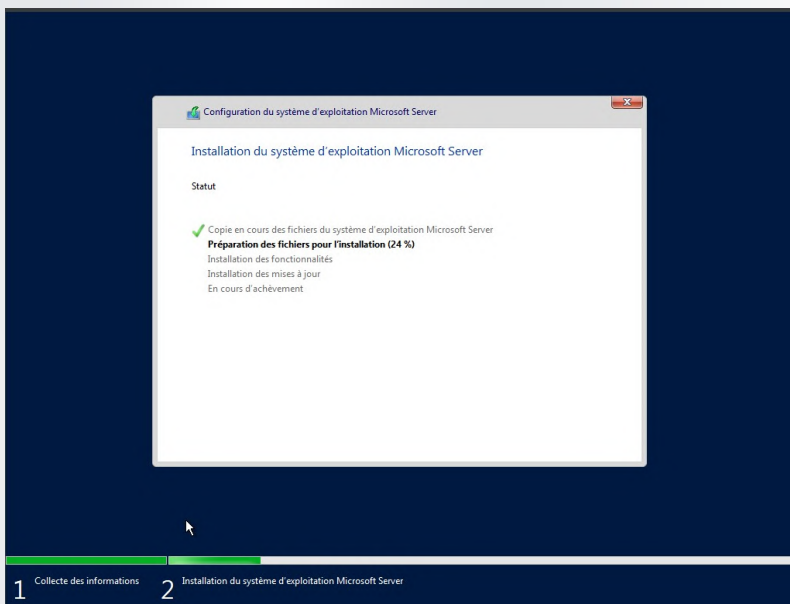 Configuration du système d'exploitation Microsoft Server
Installation du système d'exploitation Microsoft Server
Statut
Copie en cours des fichiers du système d'exploitation Microsoft Server
Préparation des fichiers pour l'installation (24 %)
Installation des fonctionnalités
Installation des mises à jour
En cours d'achèvement
1 Collecte des informations
2 Installation du système d'exploitation Microsoft Server